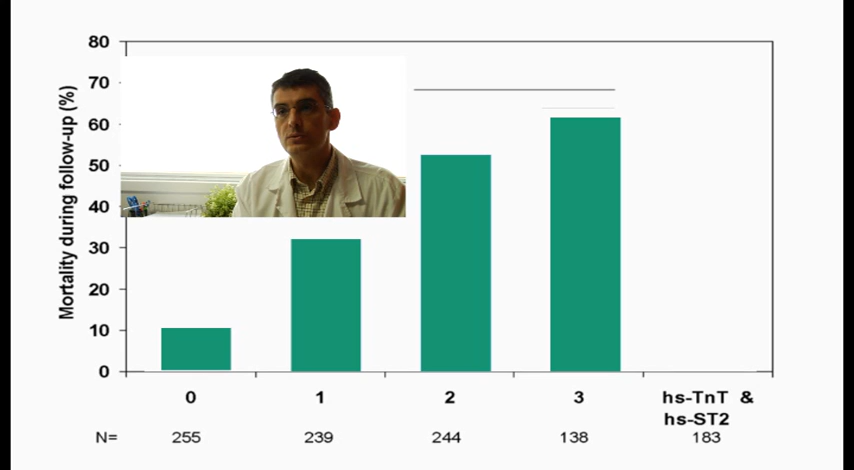 Mortality during follow-up (%)
80
70
60
50
40
30
20
10
0
0 1 2 3 hs-TnT &
hs-ST2
N= 255 239 244 138 183